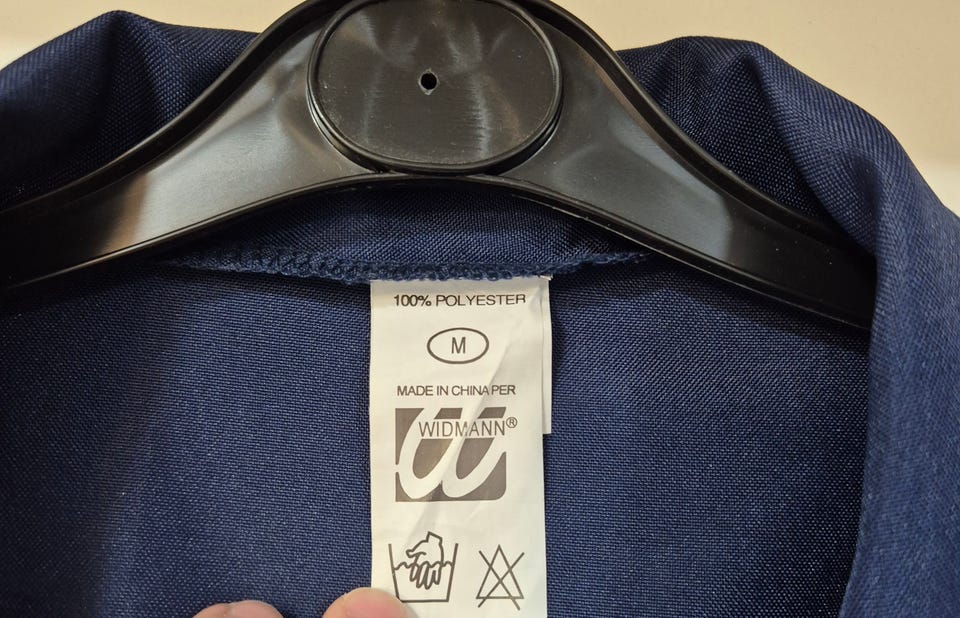 100% POLYESTER
M
MADE IN CHINA PER
WIDMANN®